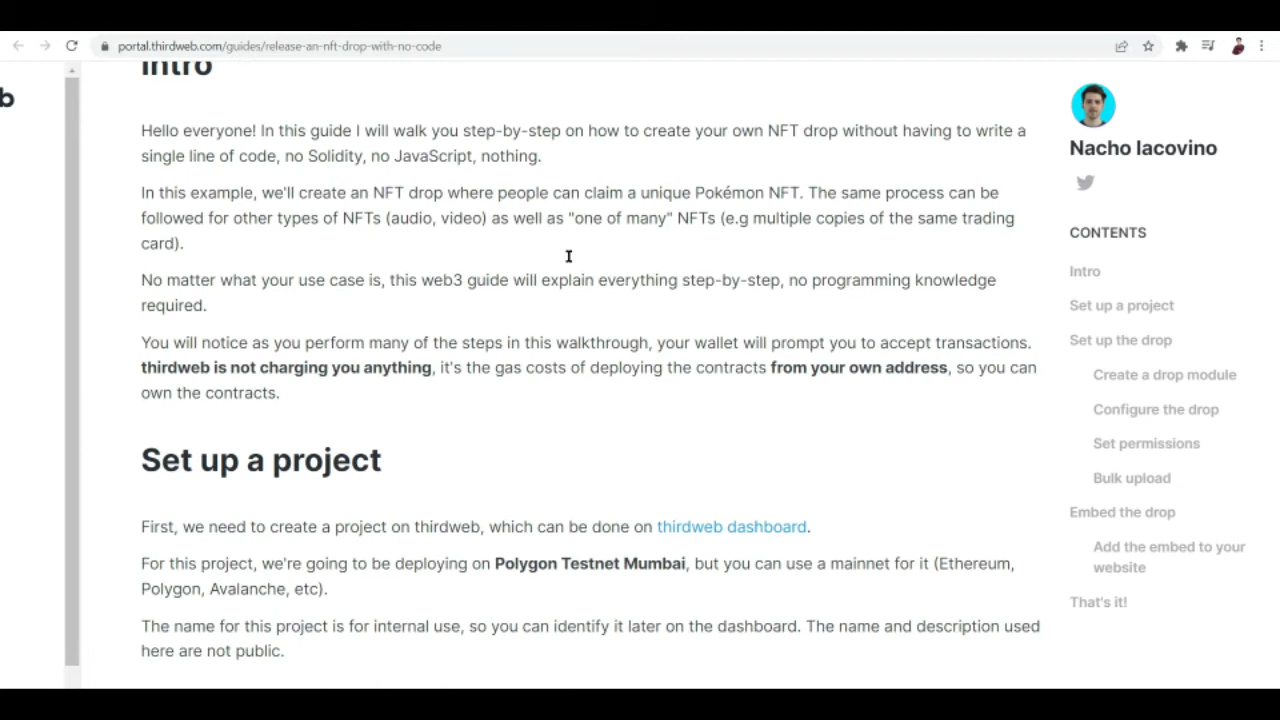 portal.thirdweb.com/guides/release-an-nft-drop-with-no-code
b
Intro
Hello everyone! In this guide I will walk you step-by-step on how to create your own NFT drop without having to write a
single line of code, no Solidity, no JavaScript, nothing.
In this example, we'll create an NFT drop where people can claim a unique Pokémon NFT. The same process can be
followed for other types of NFTs (audio, video) as well as "one of many" NFTs (e.g multiple copies of the same trading
card).
No matter what your use case is, this web3 guide will explain everything step-by-step, no programming knowledge
required.
You will notice as you perform many of the steps in this walkthrough, your wallet will prompt you to accept transactions.
thirdweb is not charging you anything, it's the gas costs of deploying the contracts from your own address, so you can
own the contracts.
Set up a project
First, we need to create a project on thirdweb, which can be done on thirdweb dashboard.
For this project, we're going to be deploying on Polygon Testnet Mumbai, but you can use a mainnet for it (Ethereum,
Polygon, Avalanche, etc).
The name for this project is for internal use, so you can identify it later on the dashboard. The name and description used
here are not public.
Nacho Iacovino
CONTENTS
Intro
Set up a project
Set up the drop
Create a drop module
Configure the drop
Set permissions
Bulk upload
Embed the drop
Add the embed to your
website
That's it!